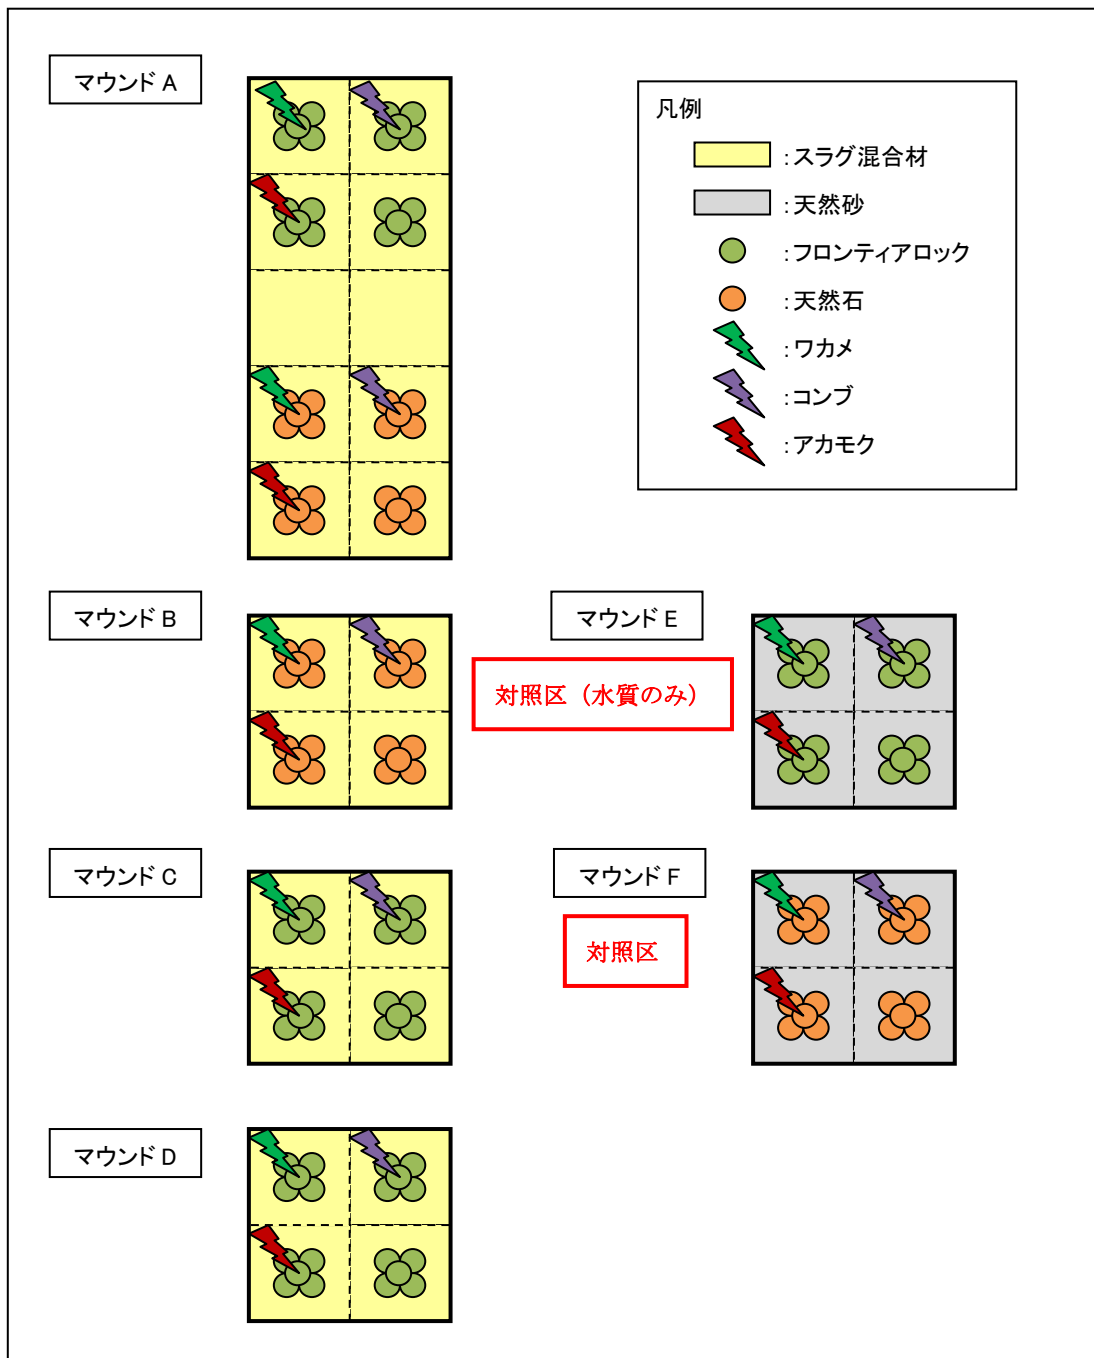 マウンド A
凡例
：スラグ混合材
：天然砂
：フロンティアロック
：天然石
：ワカメ
：コンブ
：アカモク
マウンド B
マウンド E
対照区（水質のみ）
マウンド C
マウンド F
対照区
マウンド D